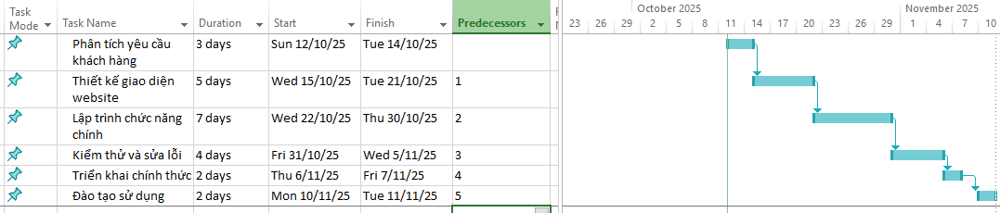 Task Mode Task Name Duration Start Finish Predecessors
Phân tích yêu cầu khách hàng 3 days Sun 12/10/25 Tue 14/10/25
Thiết kế giao diện website 5 days Wed 15/10/25 Tue 21/10/25 1
Lập trình chức năng chính 7 days Wed 22/10/25 Thu 30/10/25 2
Kiểm thử và sửa lỗi 4 days Fri 31/10/25 Wed 5/11/25 3
Triển khai chính thức 2 days Thu 6/11/25 Fri 7/11/25 4
Đào tạo sử dụng 2 days Mon 10/11/25 Tue 11/11/25 5
October 2025 November 2025
23 26 29 2 5 8 11 14 17 20 23 26 29 1 4 7 10